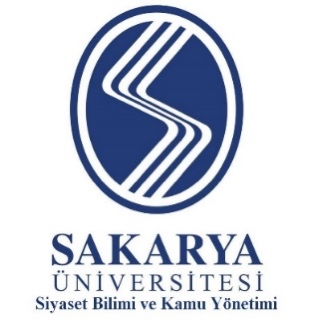 SAKARYA
ÜNİVERSİTESİ
Siyaset Bilimi ve Kamu Yönetimi